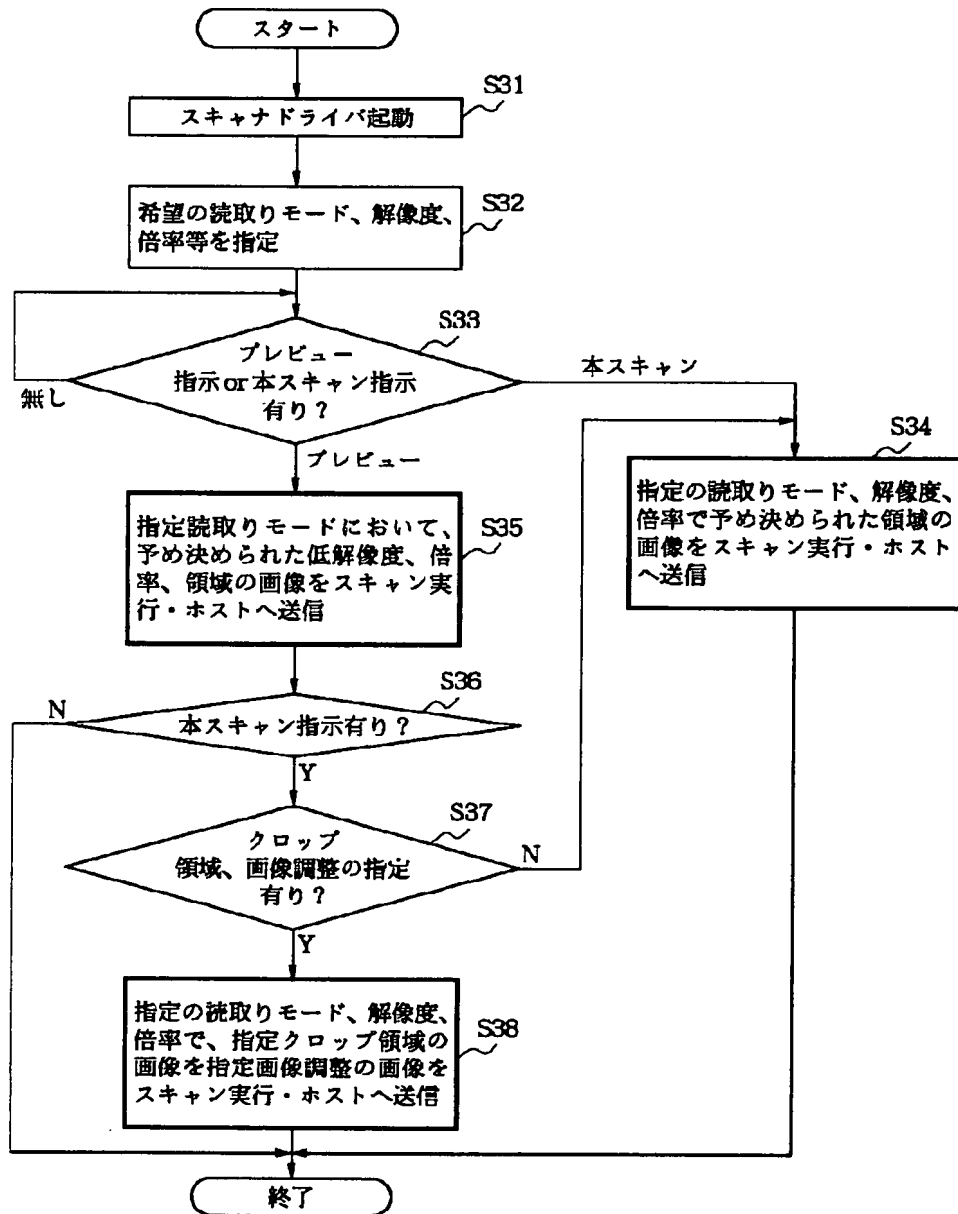 スタート
S31
スキャナドライバ起動
S32
希望の読取りモード、解像度、
倍率等を指定
S33
プレビュー
指示or本スキャン指示
有り?
無し
本スキャン
プレビュー
S34
指定の読取りモード、解像度、
倍率で予め決められた領域の
画像をスキャン実行・ホスト
へ送信
S35
指定読取りモードにおいて、
予め決められた低解像度、倍
率、領域の画像をスキャン実
行・ホストへ送信
S36
N
本スキャン指示有り?
Y
S37
クロップ
領域、画像調整の指定
有り?
N
Y
S38
指定の読取りモード、解像度、
倍率で、指定クロップ領域の
画像を指定画像調整の画像を
スキャン実行・ホストへ送信
終了